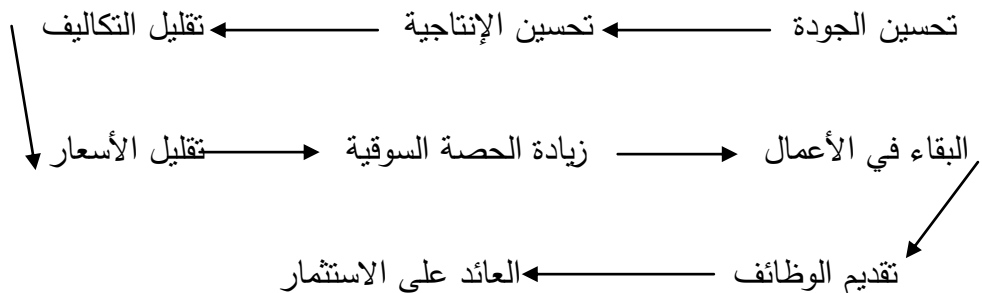 تحسين الجودة تحسين الإنتاجية تقليل التكاليف
البقاء في الأعمال زيادة الحصة السوقية تقليل الأسعار
تقديم الوظائف العائد على الاستثمار